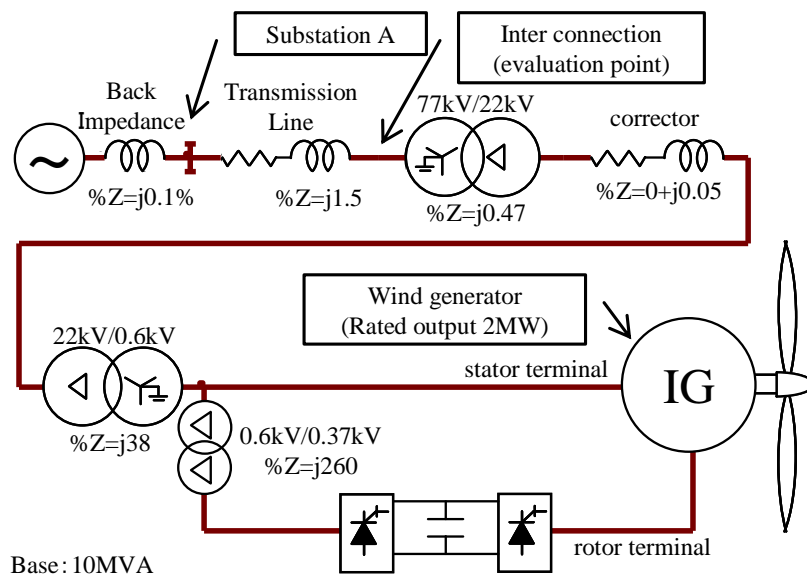 Substation A
Inter connection
(evaluation point)
Back
Impedance
Transmission
Line
77kV/22kV
corrector
~
%Z=j0.1%
%Z=j1.5
%Z=j0.47
%Z=0+j0.05
Wind generator
(Rated output 2MW)
22kV/0.6kV
stator terminal
IG
%Z=j38
0.6kV/0.37kV
%Z=j260
rotor terminal
Base:10MVA